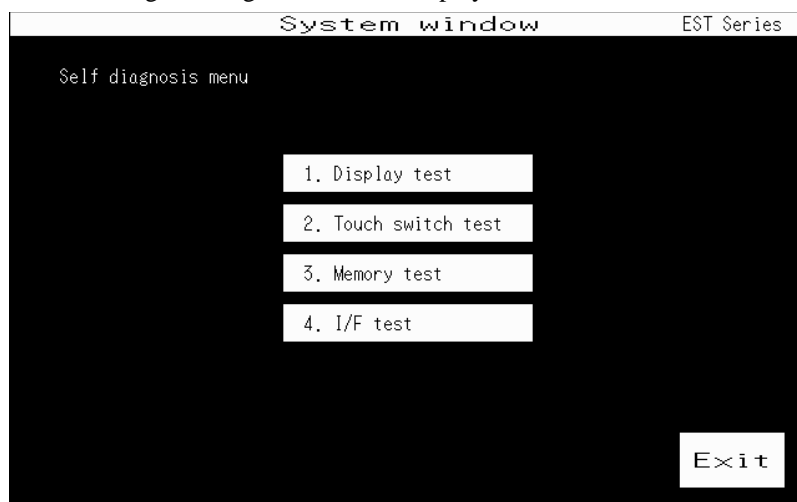 System window EST Series
Self diagnosis menu
1. Display test
2. Touch switch test
3. Memory test
4. I/F test
Exit